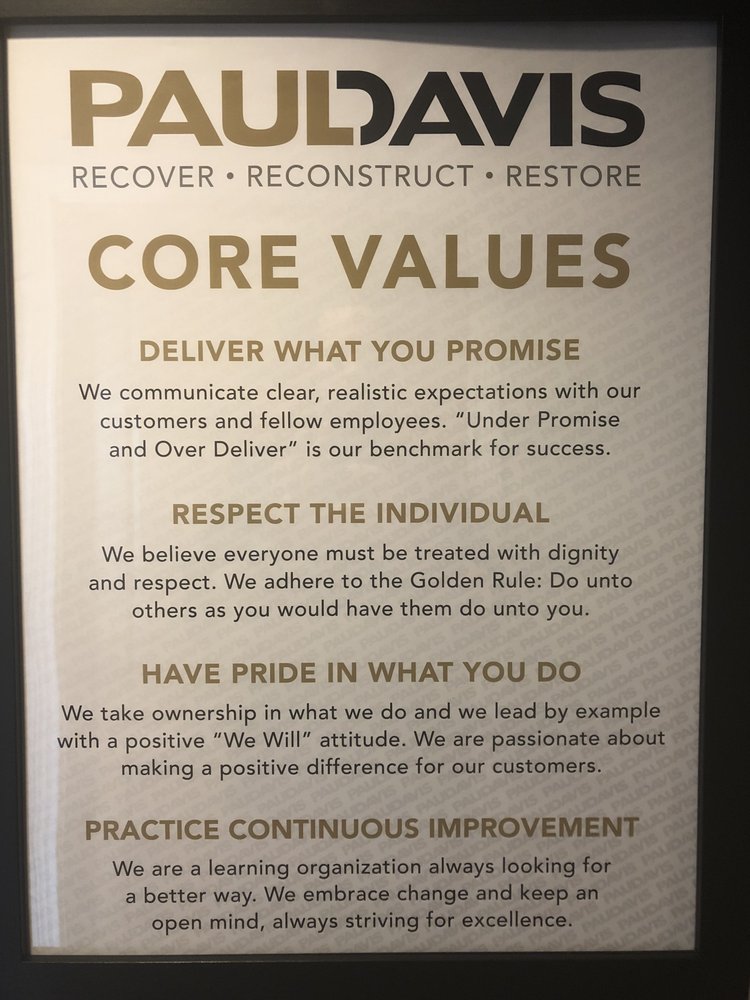 PAULDAVIS
RECOVER • RECONSTRUCT • RESTORE
CORE VALUES
DELIVER WHAT YOU PROMISE
We communicate clear, realistic expectations with our
customers and fellow employees. “Under Promise
and Over Deliver” is our benchmark for success.
RESPECT THE INDIVIDUAL
We believe everyone must be treated with dignity
and respect. We adhere to the Golden Rule: Do unto
others as you would have them do unto you.
HAVE PRIDE IN WHAT YOU DO
We take ownership in what we do and we lead by example
with a positive “We Will” attitude. We are passionate about
making a positive difference for our customers.
PRACTICE CONTINUOUS IMPROVEMENT
We are a learning organization always looking for
a better way. We embrace change and keep an
open mind, always striving for excellence.